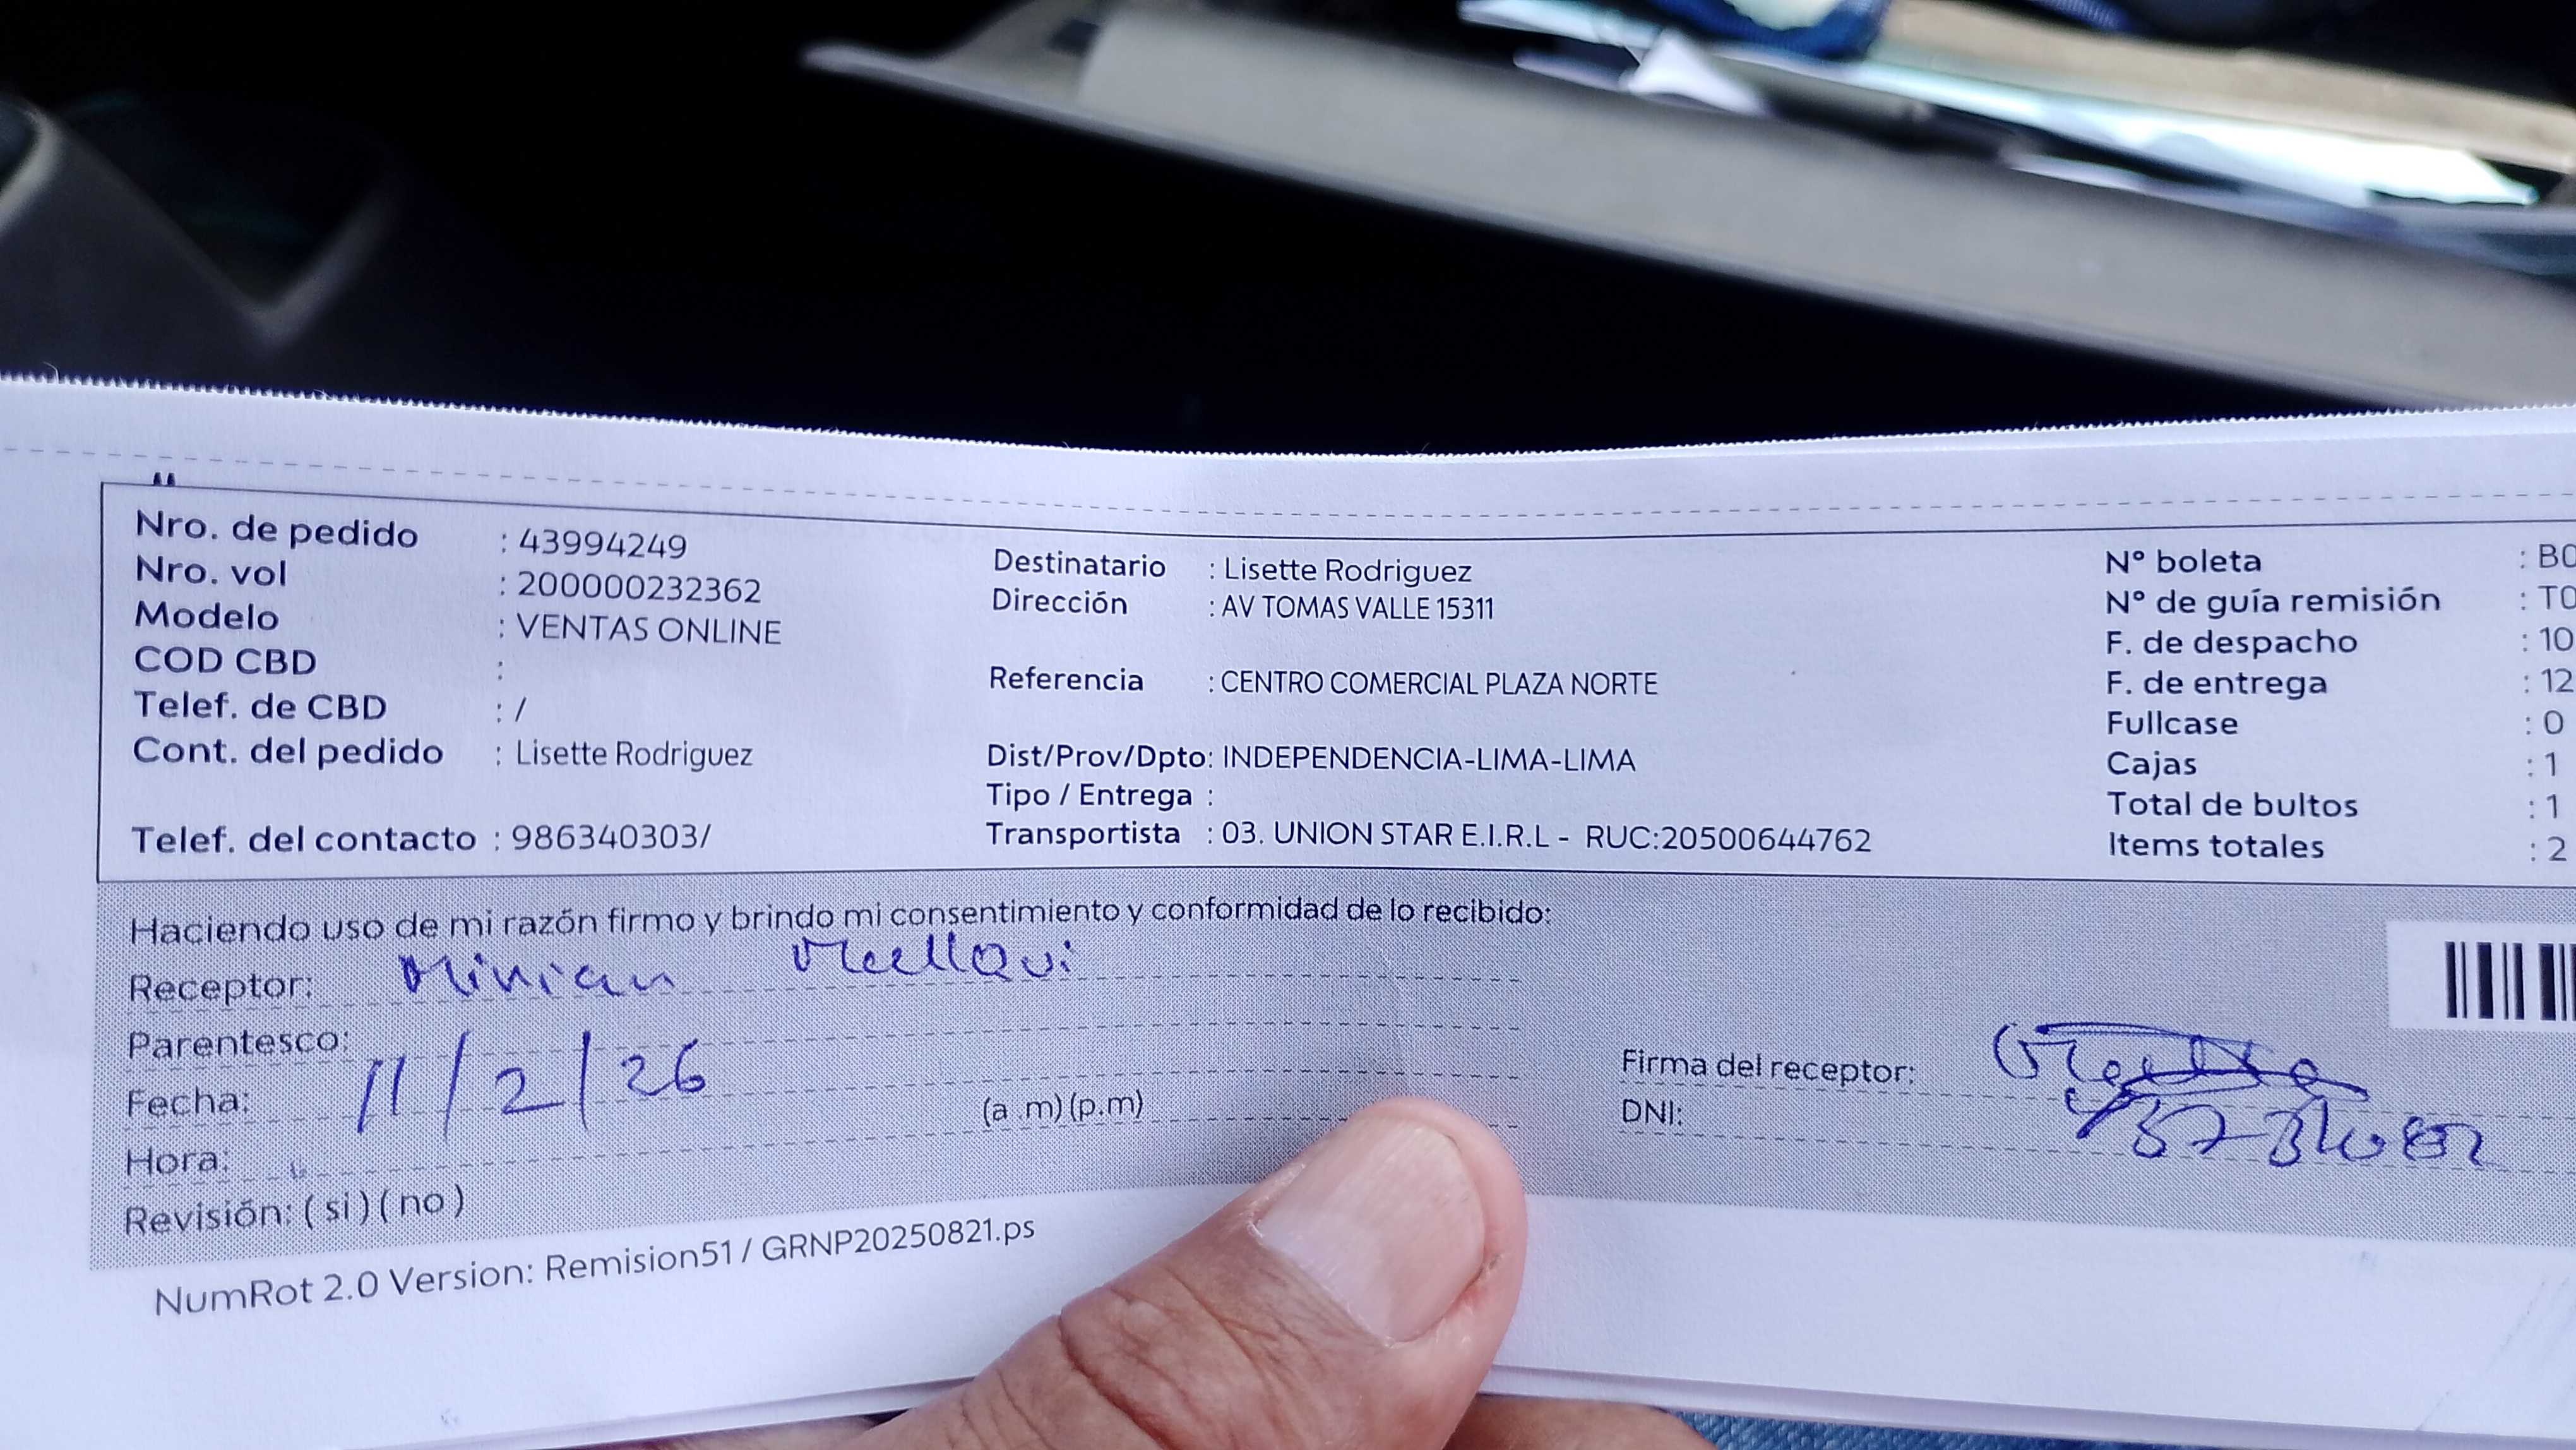 Nro. de pedido : 43994249
Nro. vol : 200000232362
Modelo : VENTAS ONLINE
COD CBD :
Telef. de CBD : /
Cont. del pedido : Lisette Rodriguez
Telef. del contacto : 986340303/
Destinatario : Lisette Rodriguez
Dirección : AV TOMAS VALLE 15311
Referencia : CENTRO COMERCIAL PLAZA NORTE
Dist/Prov/Dpto: INDEPENDENCIA-LIMA-LIMA
Tipo / Entrega :
Transportista : 03. UNION STAR E.I.R.L - RUC:20500644762
N° boleta : B0
N° de guía remisión : T0
F. de despacho : 10
F. de entrega : 12
Fullcase : 0
Cajas : 1
Total de bultos : 1
Items totales : 2
Haciendo uso de mi razón firmo y brindo mi consentimiento y conformidad de lo recibido:
Receptor:
Parentesco:
Fecha: 11/2/26
Hora: (a .m) (p.m)
Revisión: ( si ) ( no )
Firma del receptor:
DNI:
NumRot 2.0 Version: Remision51 / GRNP20250821.ps